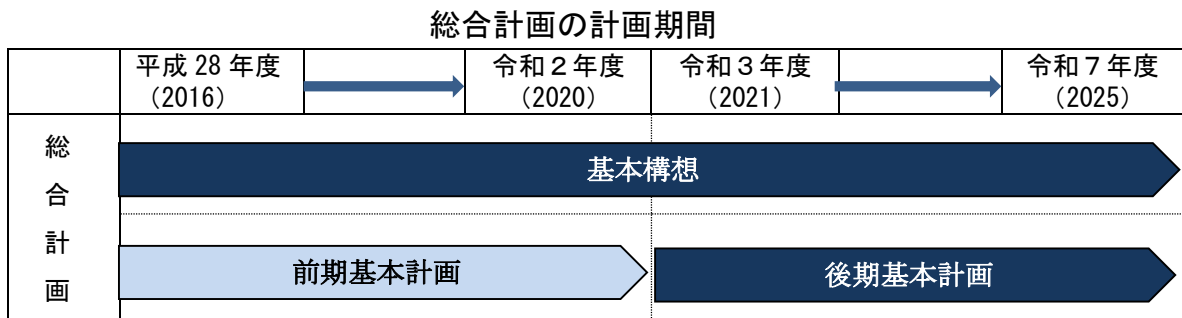 総合計画の計画期間
平成 28 年度
（2016）
令和２年度
（2020）
令和３年度
（2021）
令和７年度
（2025）
総合計画
基本構想
前期基本計画
後期基本計画